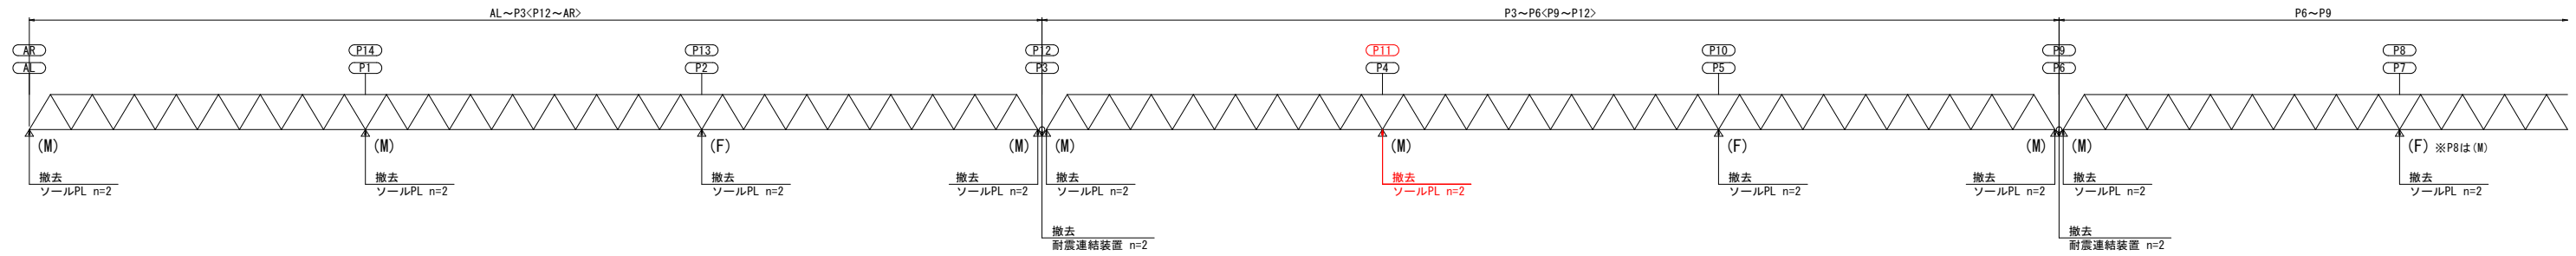 AL～P3<P12～AR>
P3～P6<P9～P12>
P6～P9
AR
P14
P13
P12
P11
P10
P9
P8
AL
P1
P2
P3
P4
P5
P6
P7
(M)
(M)
(F)
(M)
(M)
(M)
(F)
(M)
(M)
(F) ※P8は(M)
撤去
ソールPL n=2
撤去
ソールPL n=2
撤去
ソールPL n=2
撤去
ソールPL n=2
撤去
ソールPL n=2
撤去
ソールPL n=2
撤去
ソールPL n=2
撤去
ソールPL n=2
撤去
ソールPL n=2
撤去
ソールPL n=2
撤去
耐震連結装置 n=2
撤去
耐震連結装置 n=2